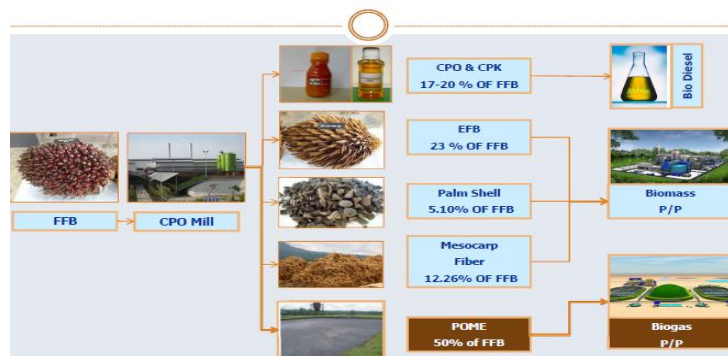 CPO & CPK
17-20 % OF FFB
Bio Diesel
EFB
23 % OF FFB
FFB
CPO Mill
Palm Shell
5.10% OF FFB
Biomass
P/P
Mesocarp
Fiber
12.26% OF FFB
POME
50% of FFB
Biogas
P/P